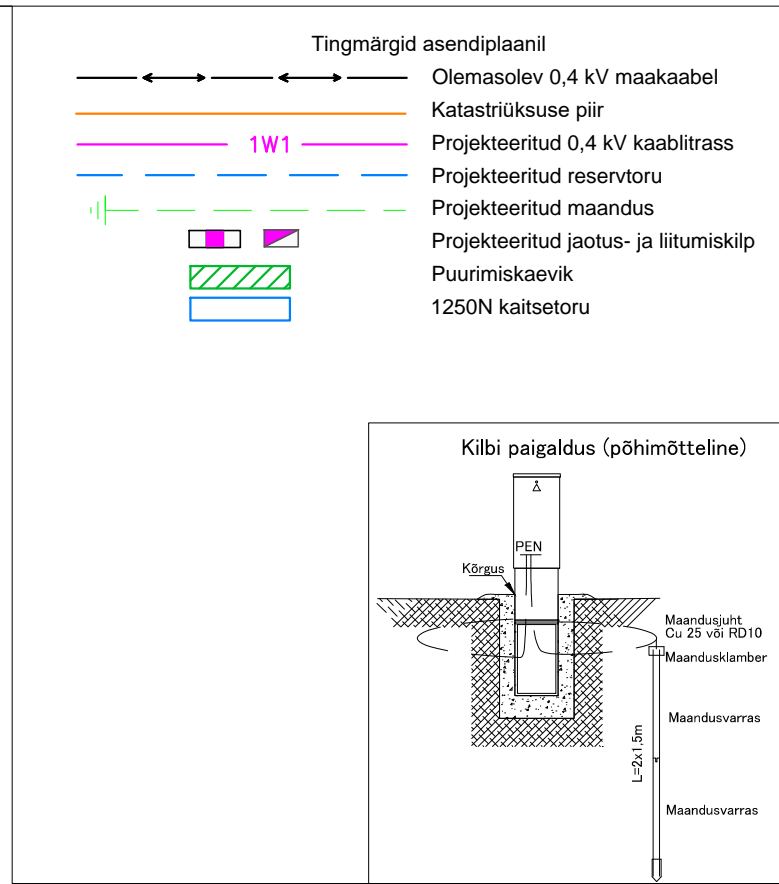 Tingmärgid asendiplaanil
Olemasolev 0,4 kV maakaabel
Katastriüksuse piir
1W1 Projekteeritud 0,4 kV kaablitrass
Projekteeritud reservtoru
Projekteeritud maandus
Projekteeritud jaotus- ja liitumiskilp
Puurimiskaevik
1250N kaitsetoru
Kilbi paigaldus (põhimõtteline)
PEN
Kõrgus
Maandusjuht
Cu 25 või RD10
Maandusklamber
Maandusvarras
L=2x1,5m
Maandusvarras